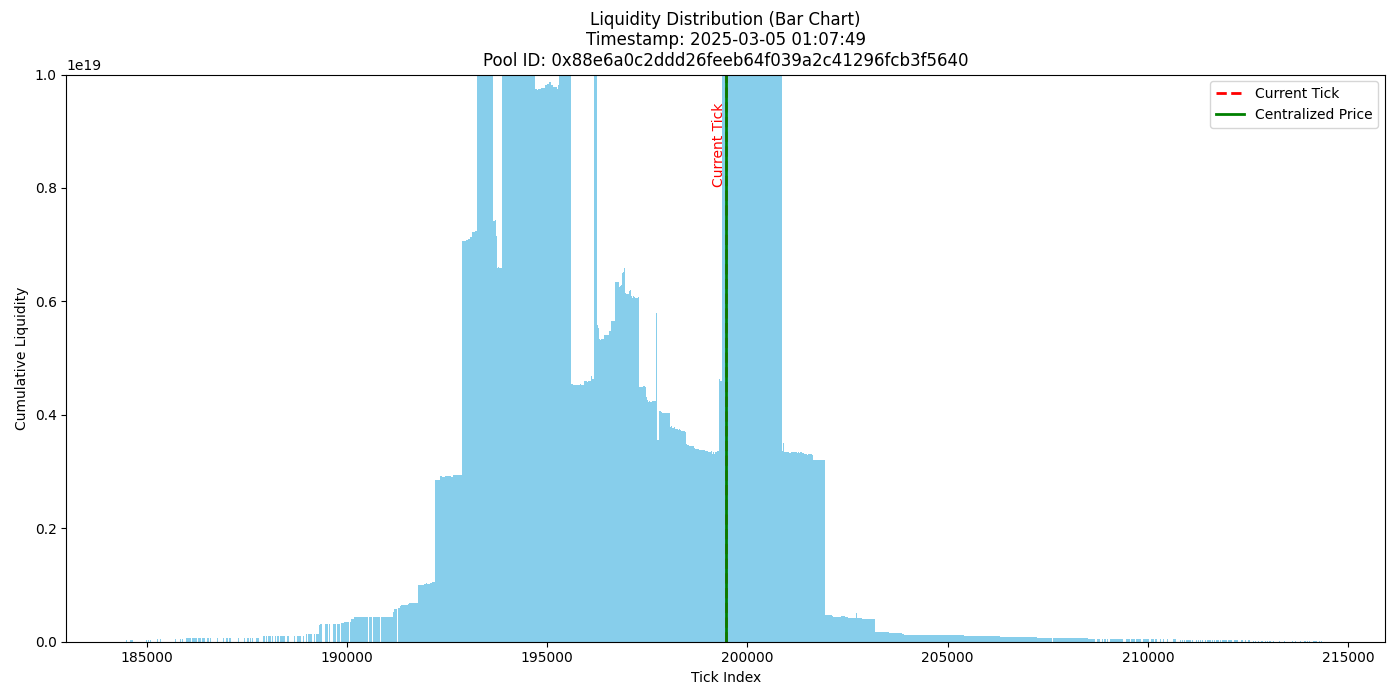 Liquidity Distribution (Bar Chart)
Timestamp: 2025-03-05 01:07:49
Pool ID: 0x88e6a0c2ddd26feeb64f039a2c41296fcb3f5640
1e19
1.0
0.8
0.6
0.4
0.2
0.0
Cumulative Liquidity
Current Tick
Current Tick
Centralized Price
185000
190000
195000
200000
205000
210000
215000
Tick Index